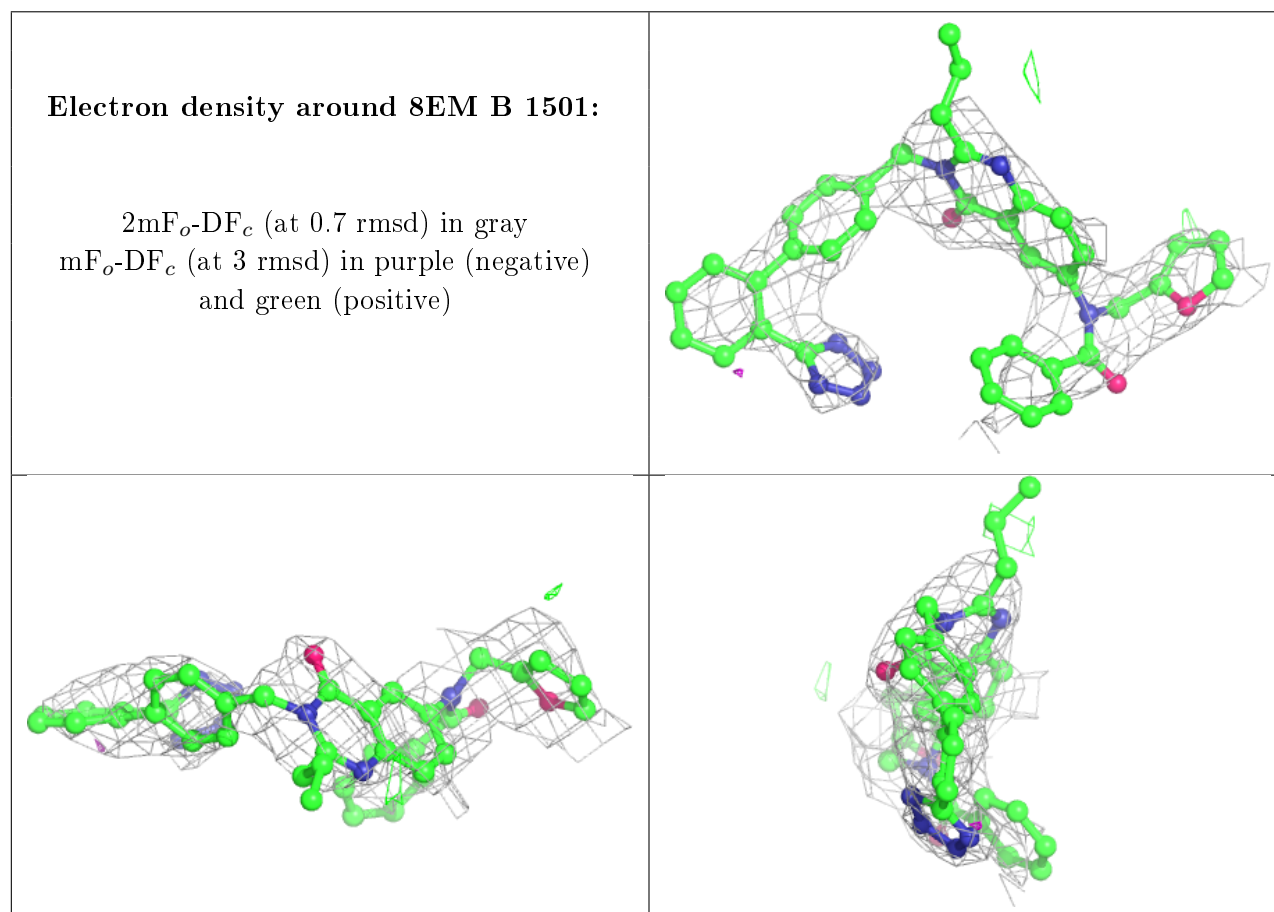 Electron density around 8EM B 1501:
2mFo-DFc (at 0.7 rmsd) in gray
mFo-DFc (at 3 rmsd) in purple (negative)
and green (positive)